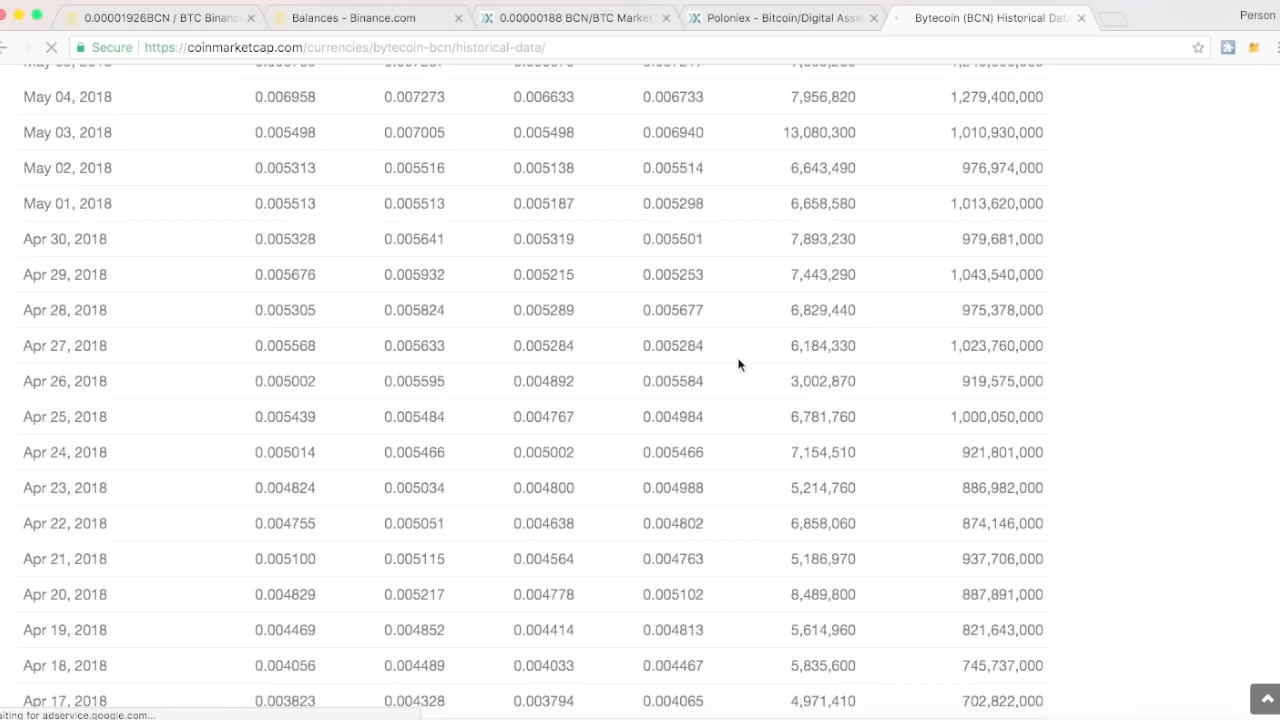 0.00001926BCN / BTC Binanc
Balances - Binance.com
0.00000188 BCN/BTC Market
Poloniex - Bitcoin/Digital Asse
Bytecoin (BCN) Historical Data
Person
Secure https://coinmarketcap.com/currencies/bytecoin-bcn/historical-data/
May 04, 2018 0.006958 0.007273 0.006633 0.006733 7,956,820 1,279,400,000
May 03, 2018 0.005498 0.007005 0.005498 0.006940 13,080,300 1,010,930,000
May 02, 2018 0.005313 0.005516 0.005138 0.005514 6,643,490 976,974,000
May 01, 2018 0.005513 0.005513 0.005187 0.005298 6,658,580 1,013,620,000
Apr 30, 2018 0.005328 0.005641 0.005319 0.005501 7,893,230 979,681,000
Apr 29, 2018 0.005676 0.005932 0.005215 0.005253 7,443,290 1,043,540,000
Apr 28, 2018 0.005305 0.005824 0.005289 0.005677 6,829,440 975,378,000
Apr 27, 2018 0.005568 0.005633 0.005284 0.005284 6,184,330 1,023,760,000
Apr 26, 2018 0.005002 0.005595 0.004892 0.005584 3,002,870 919,575,000
Apr 25, 2018 0.005439 0.005484 0.004767 0.004984 6,781,760 1,000,050,000
Apr 24, 2018 0.005014 0.005466 0.005002 0.005466 7,154,510 921,801,000
Apr 23, 2018 0.004824 0.005034 0.004800 0.004988 5,214,760 886,982,000
Apr 22, 2018 0.004755 0.005051 0.004638 0.004802 6,858,060 874,146,000
Apr 21, 2018 0.005100 0.005115 0.004564 0.004763 5,186,970 937,706,000
Apr 20, 2018 0.004829 0.005217 0.004778 0.005102 8,489,800 887,891,000
Apr 19, 2018 0.004469 0.004852 0.004414 0.004813 5,614,960 821,643,000
Apr 18, 2018 0.004056 0.004489 0.004033 0.004467 5,835,600 745,737,000
Apr 17, 2018 0.003823 0.004328 0.003794 0.004065 4,971,410 702,822,000
aiting for adservice.google.com...